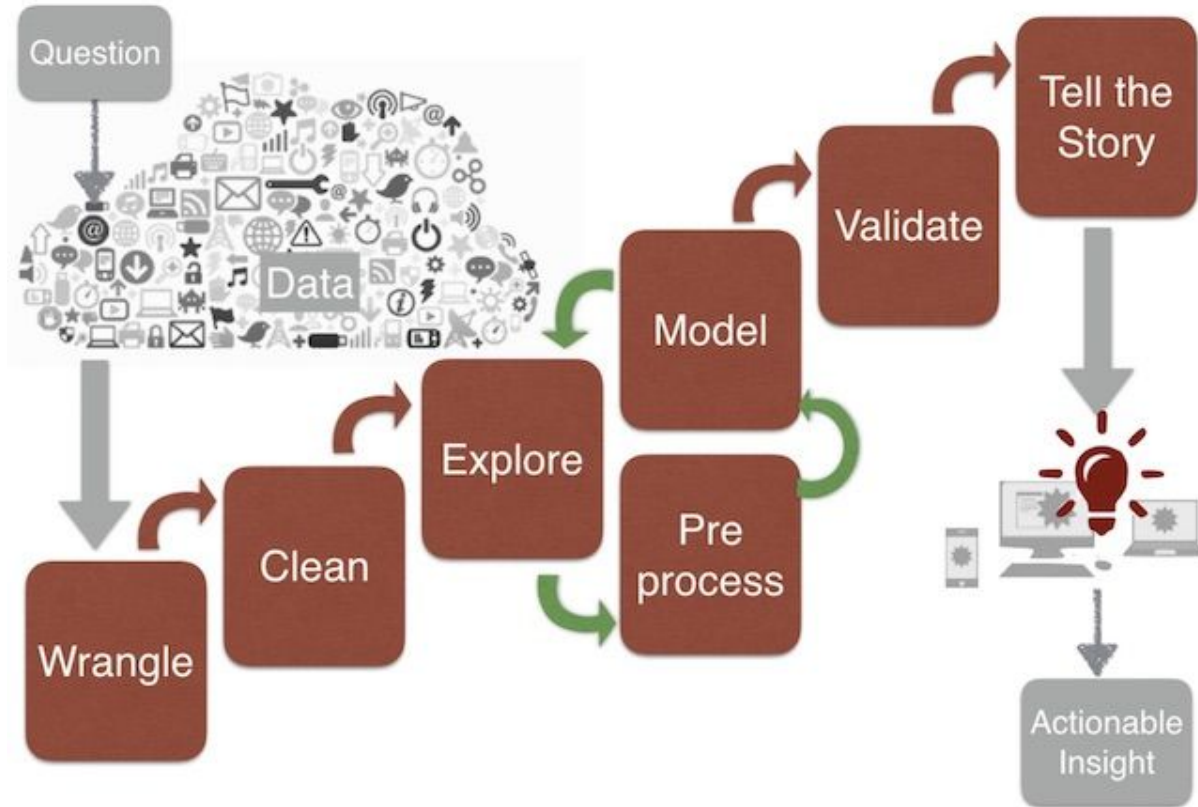 Question
Data
Wrangle
Clean
Explore
Pre
process
Model
Validate
Tell the
Story
Actionable
Insight